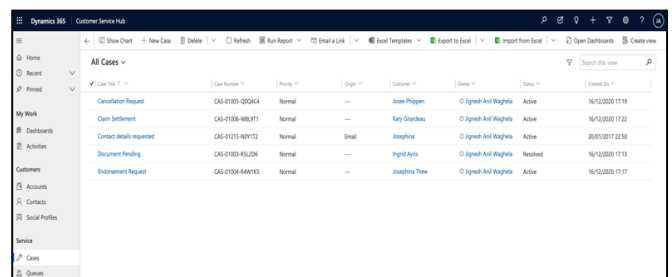 Dynamics 365 Customer Service Hub JA
Show Chart + New Case Delete Refresh Run Report Email a Link Excel Templates Export to Excel Import from Excel Open Dashboards Create view
Home
Recent
Pinned
My Work
Dashboards
Activities
Customers
Accounts
Contacts
Social Profiles
Service
Cases
Queues
All Cases Search this view
Case Title ↑ Case Number Priority Origin Customer Owner Status Created On
Cancellation Request CAS-01005-Q0Q4C4 Normal --- Josee Phippen Jignesh Anil Waghela Active 16/12/2020 17:19
Claim Settlement CAS-01006-W8L9T1 Normal --- Kary Girardeau Jignesh Anil Waghela Active 16/12/2020 17:22
Contact details requested CAS-01215-N0Y1T2 Normal Email Josephina Jignesh Anil Waghela Active 20/01/2017 22:50
Document Pending CAS-01003-R5L2D6 Normal --- Ingrid Ayris Jignesh Anil Waghela Resolved 16/12/2020 17:13
Endorsement Request CAS-01004-R4W1K5 Normal --- Josephina Thew Jignesh Anil Waghela Active 16/12/2020 17:17